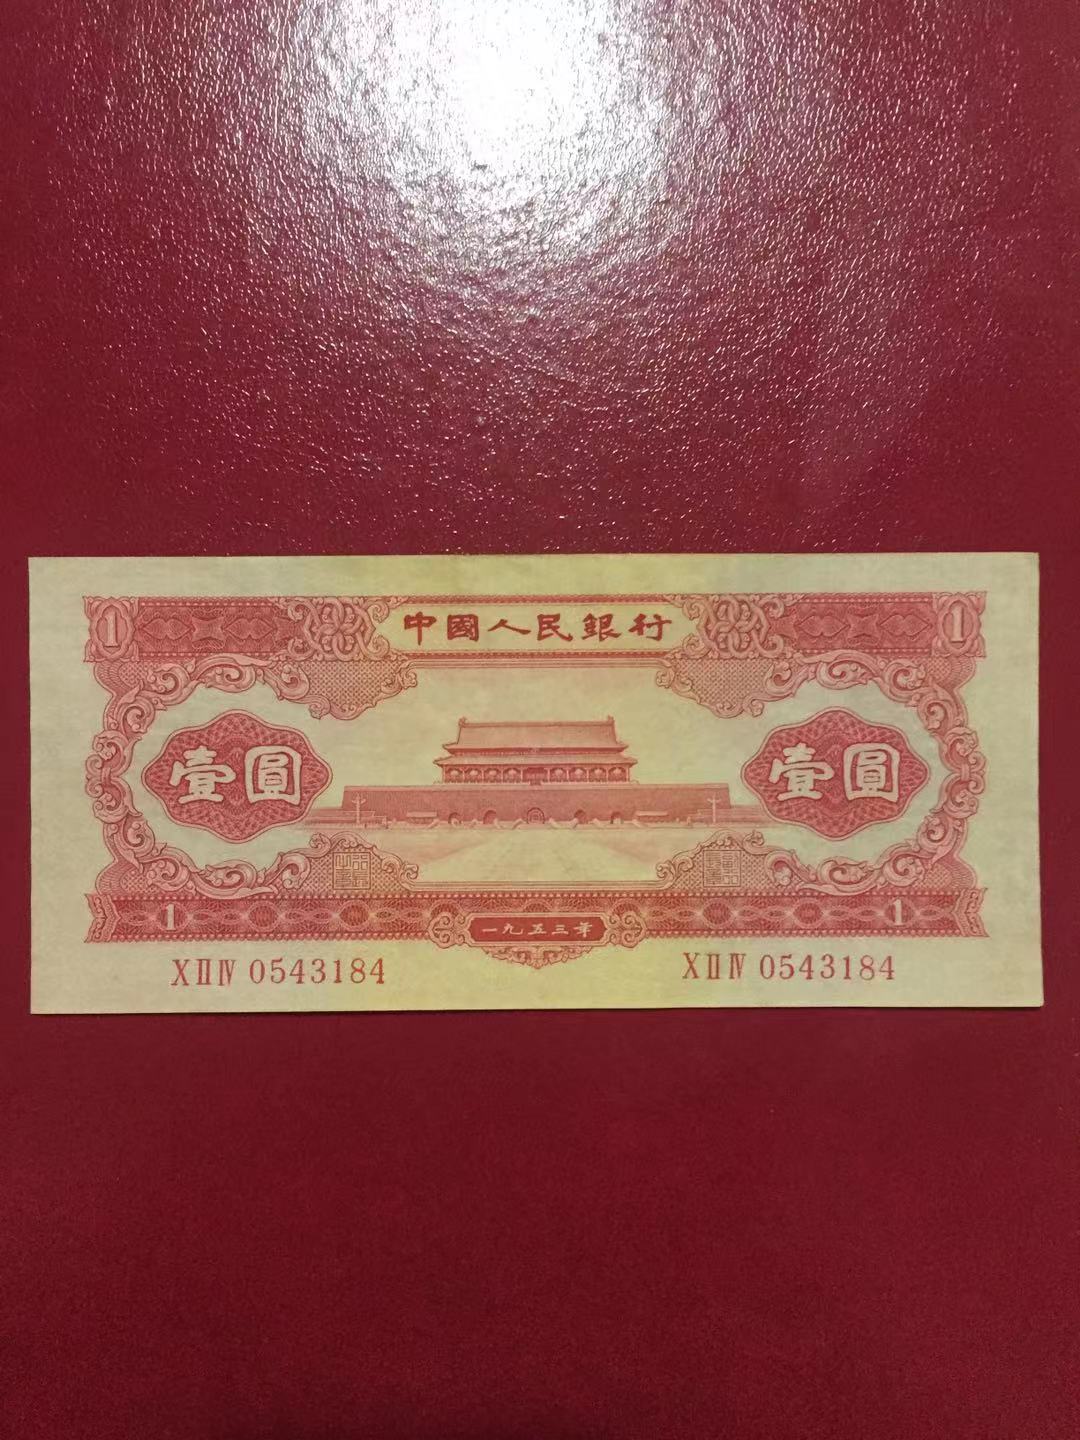 1 中國人民銀行 1
壹圓 壹圓
1 一九五三年 1
XⅡⅣ 0543184 XⅡⅣ 0543184